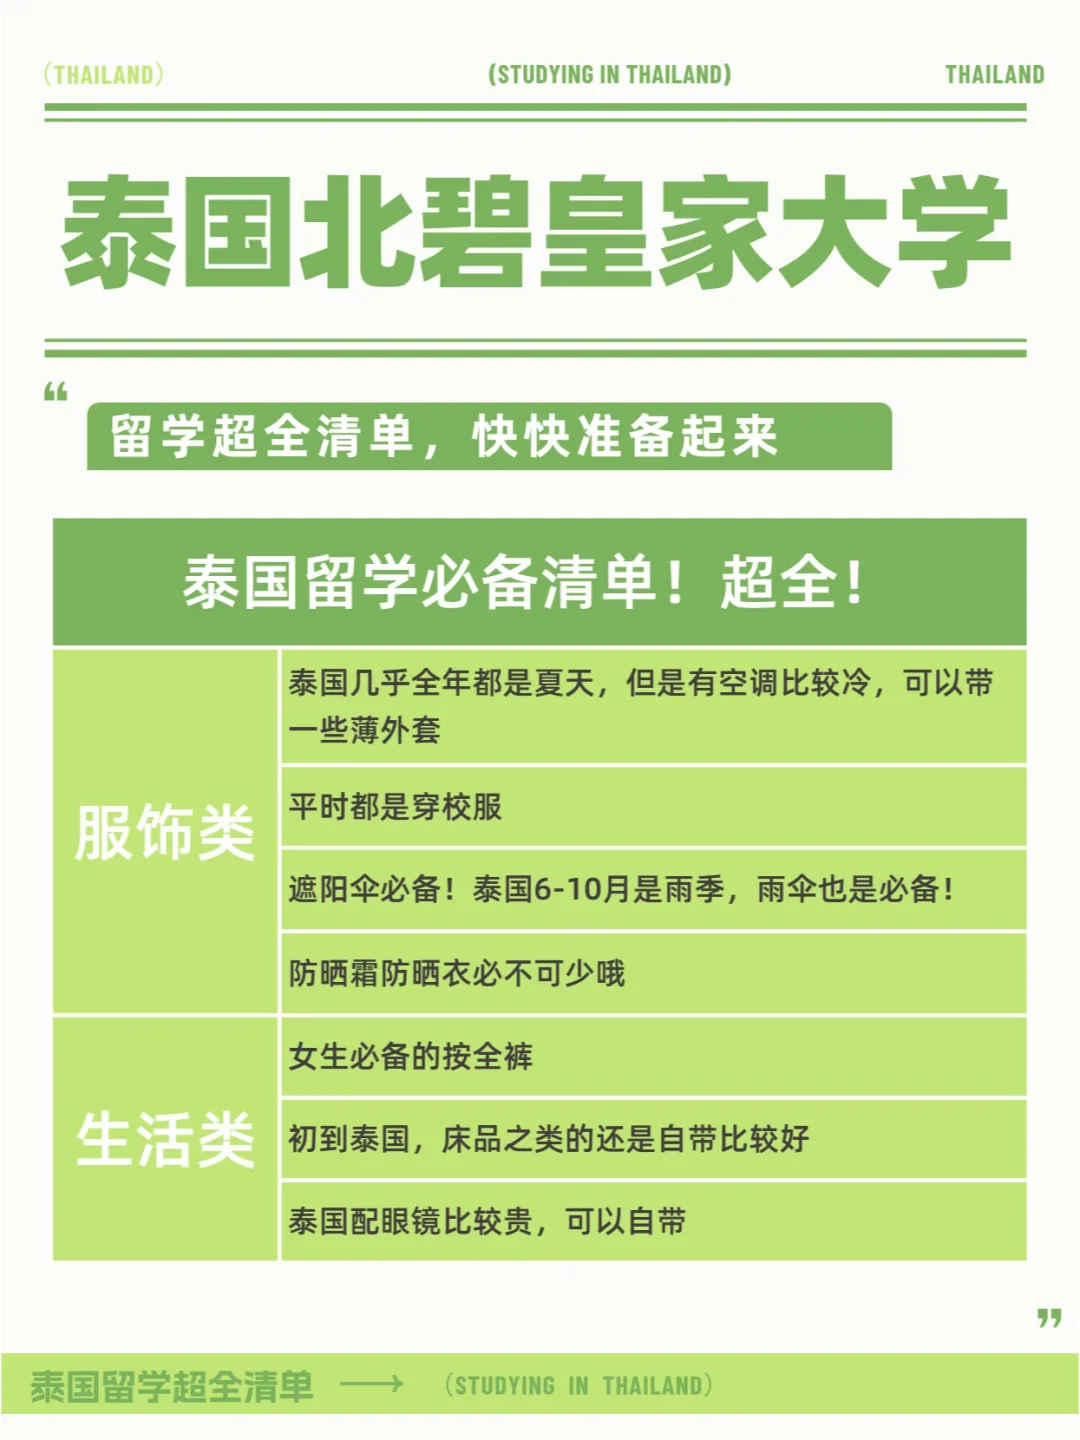 （THAILAND）
(STUDYING IN THAILAND)
THAILAND
泰国北碧皇家大学
“
留学超全清单，快快准备起来
泰国留学必备清单！超全！
服饰类
泰国几乎全年都是夏天，但是有空调比较冷，可以带
一些薄外套
平时都是穿校服
遮阳伞必备！泰国6-10月是雨季，雨伞也是必备！
防晒霜防晒衣必不可少哦
生活类
女生必备的按全裤
初到泰国，床品之类的还是自带比较好
泰国配眼镜比较贵，可以自带
”
泰国留学超全清单 → （STUDYING IN THAILAND）